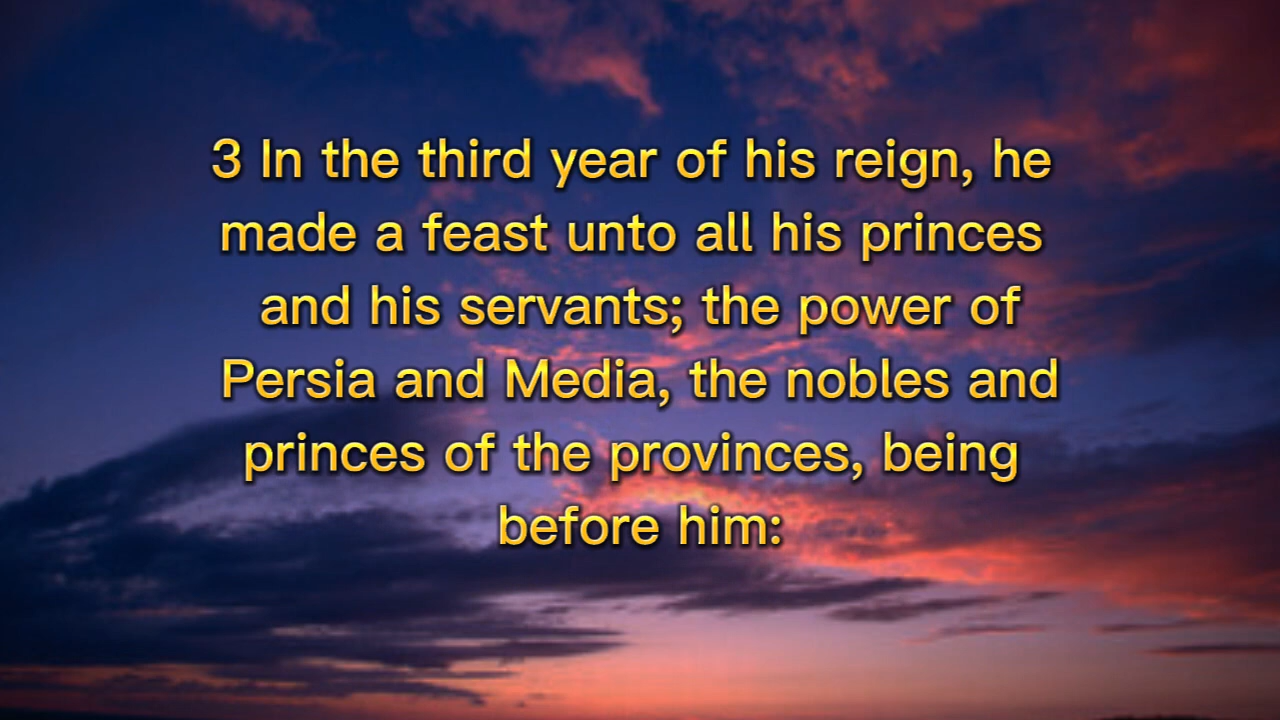 3 In the third year of his reign, he
made a feast unto all his princes
and his servants; the power of
Persia and Media, the nobles and
princes of the provinces, being
before him: